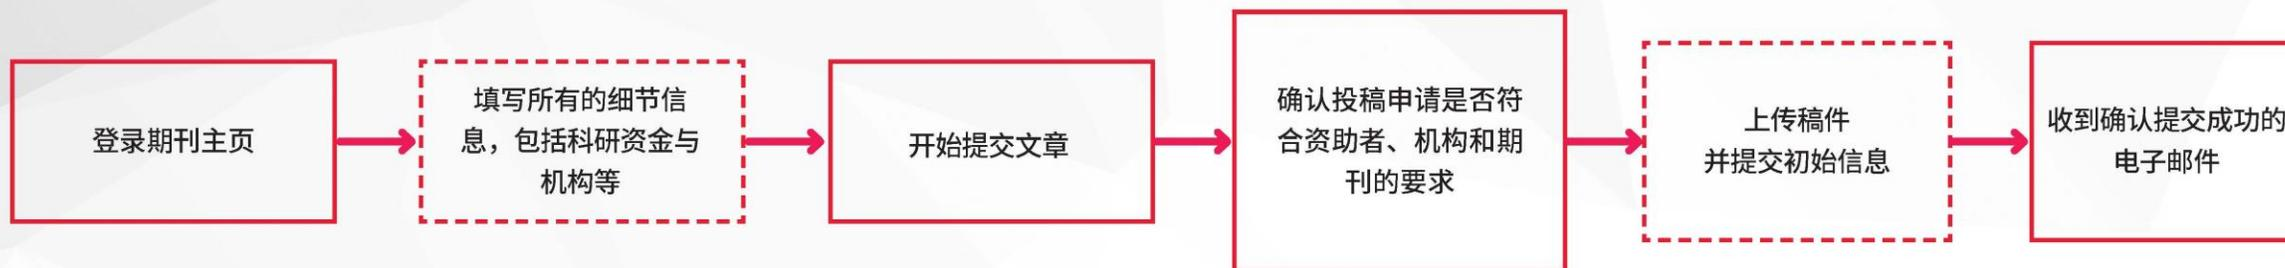 登录期刊主页
填写所有的细节信
息，包括科研资金与
机构等
开始提交文章
确认投稿申请是否符
合资助者、机构和期
刊的要求
上传稿件
并提交初始信息
收到确认提交成功的
电子邮件